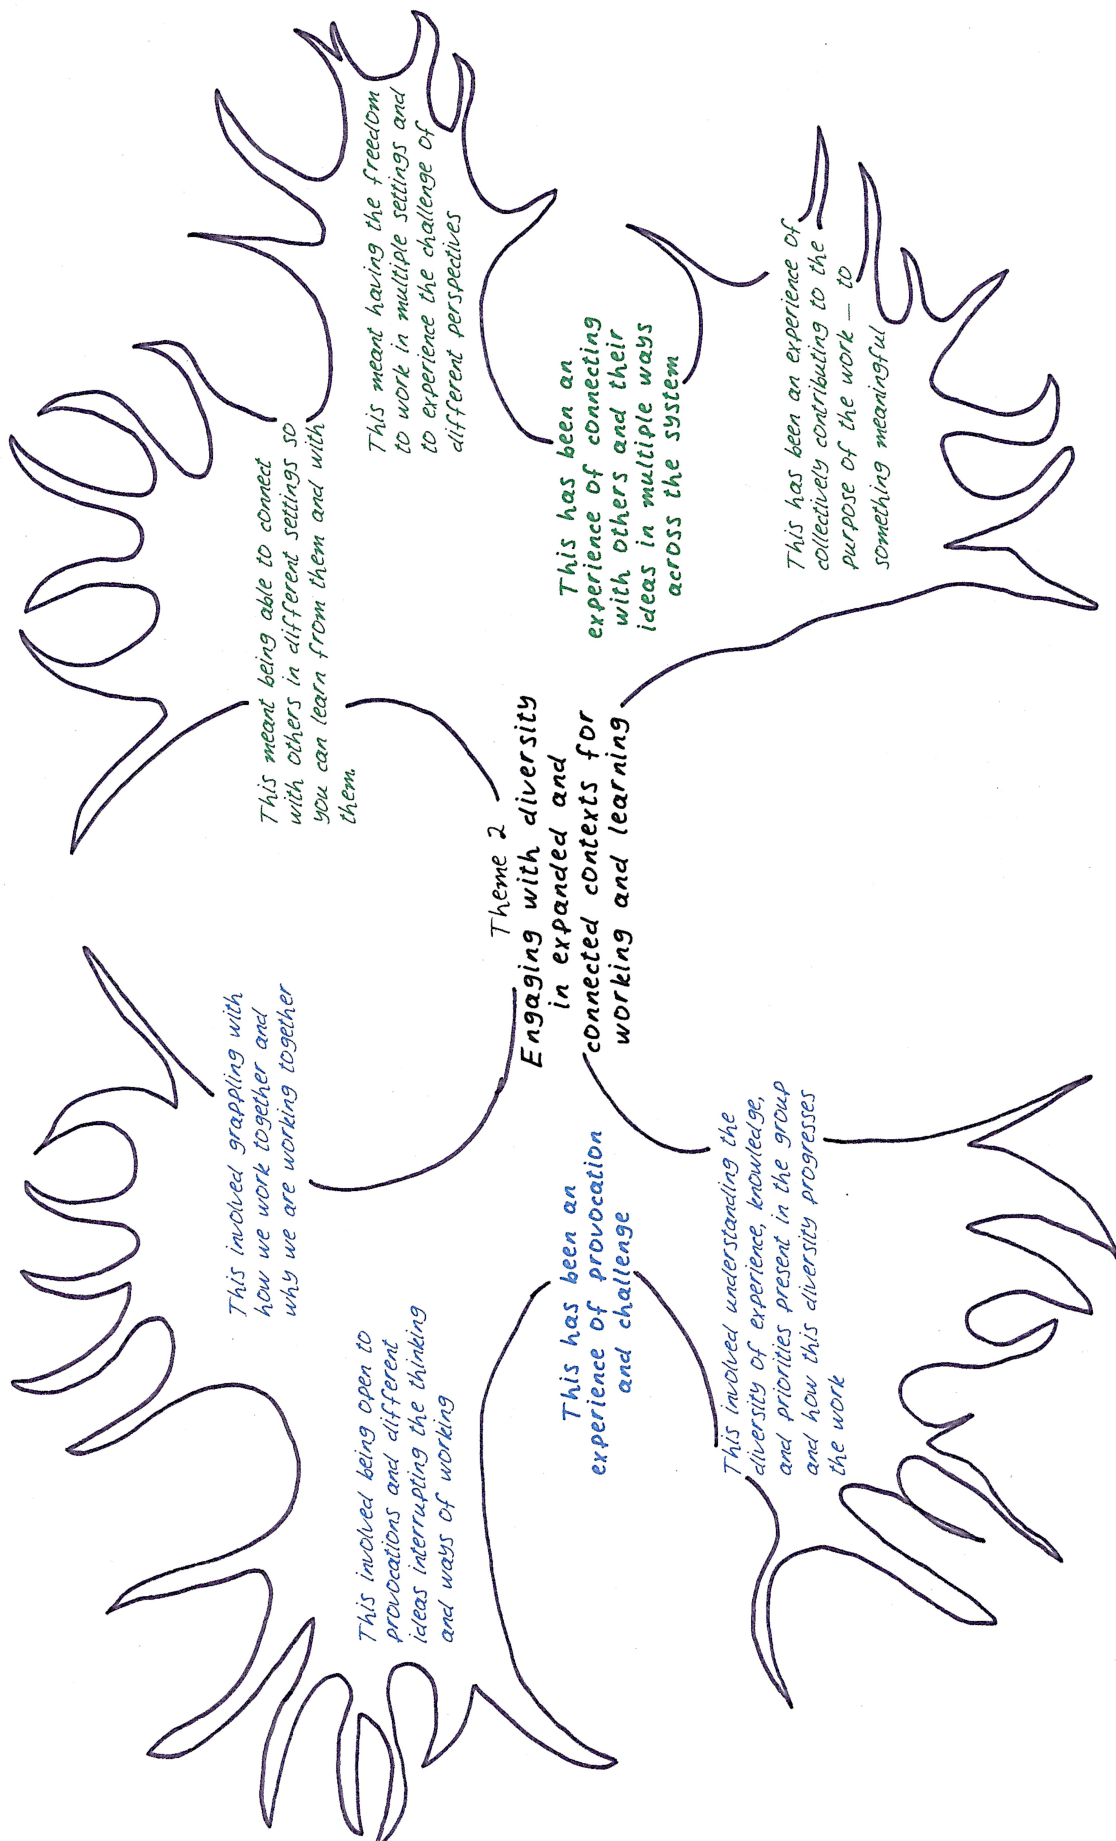 Theme 2
Engaging with diversity
in expanded and
connected contexts for
working and learning
This has been an
experience of provocation
and challenge
This involved being open to
provocations and different
ideas interrupting the thinking
and ways of working
This involved grappling with
how we work together and
why we are working together
This involved understanding the
diversity of experience, knowledge,
and priorities present in the group
and how this diversity progresses
the work
This has been an
experience of connecting
with others and their
ideas in multiple ways
across the system
This meant being able to connect
with others in different settings so
you can learn from them and with
them.
This meant having the freedom
to work in multiple settings and
to experience the challenge of
different perspectives
This has been an experience of
collectively contributing to the
purpose of the work – to
something meaningful